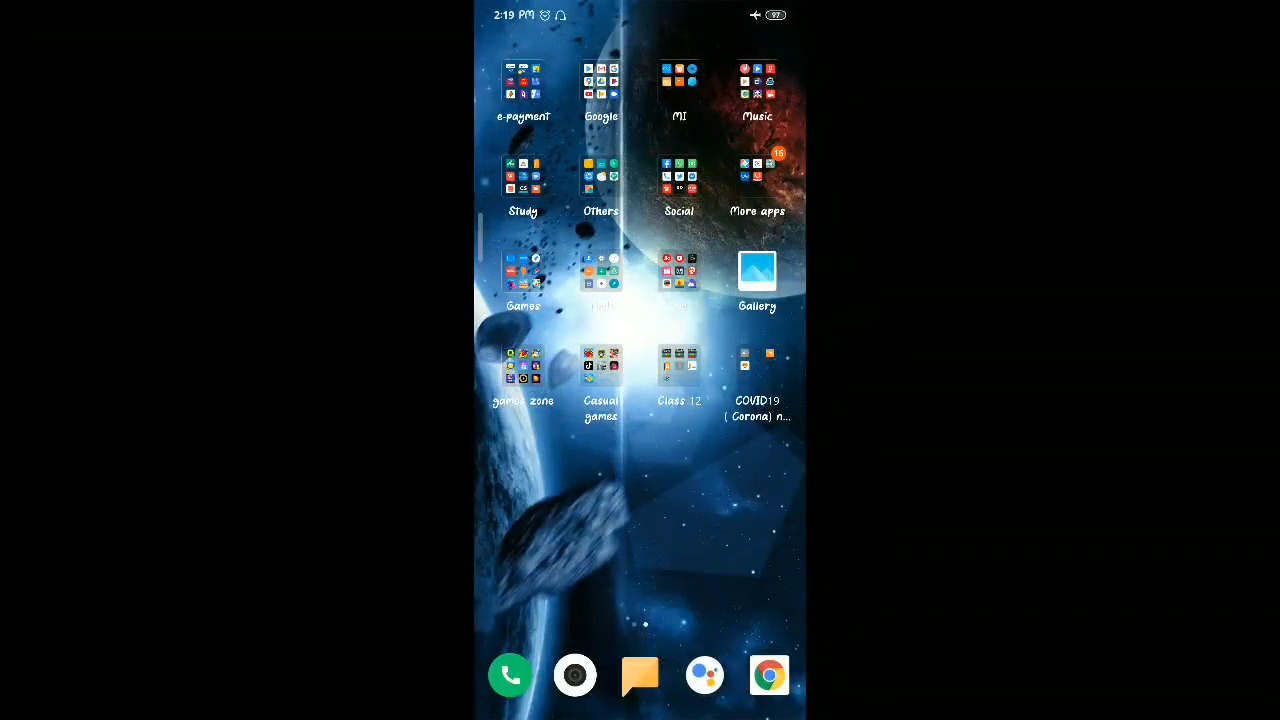 2:19 PM
97
e-payment
Google
MI
Music
16
Study
Others
Social
More apps
Games
Gallery
games zone
Casual
games
Class 12
COVID19
( Corona) n...